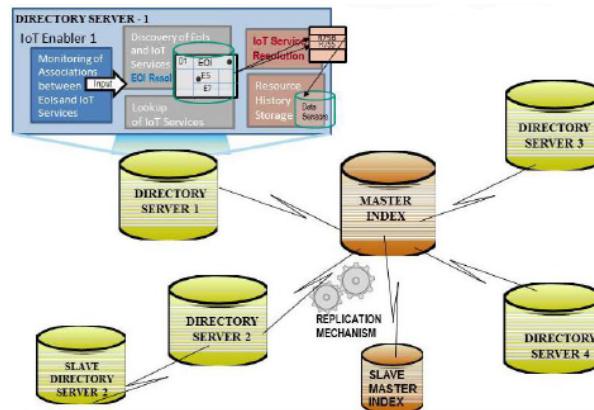 DIRECTORY SERVER - 1
IoT Enabler 1
Monitoring of
Associations
between
EoIsand IoT
Services
Input
Discovery of EoIs
and IoT
Services
EOI Resol
D1 EOI
E5
E7
Lookup
of IoT Services
IoT Service
Resolution
Resource
History
Storage
Data
Sensors
DIRECTORY
SERVER 1
MASTER
INDEX
DIRECTORY
SERVER 3
DIRECTORY
SERVER 2
REPLICATION
MECHANISM
SLAVE
DIRECTORY
SERVER 2
SLAVE
MASTER
INDEX
DIRECTORY
SERVER 4